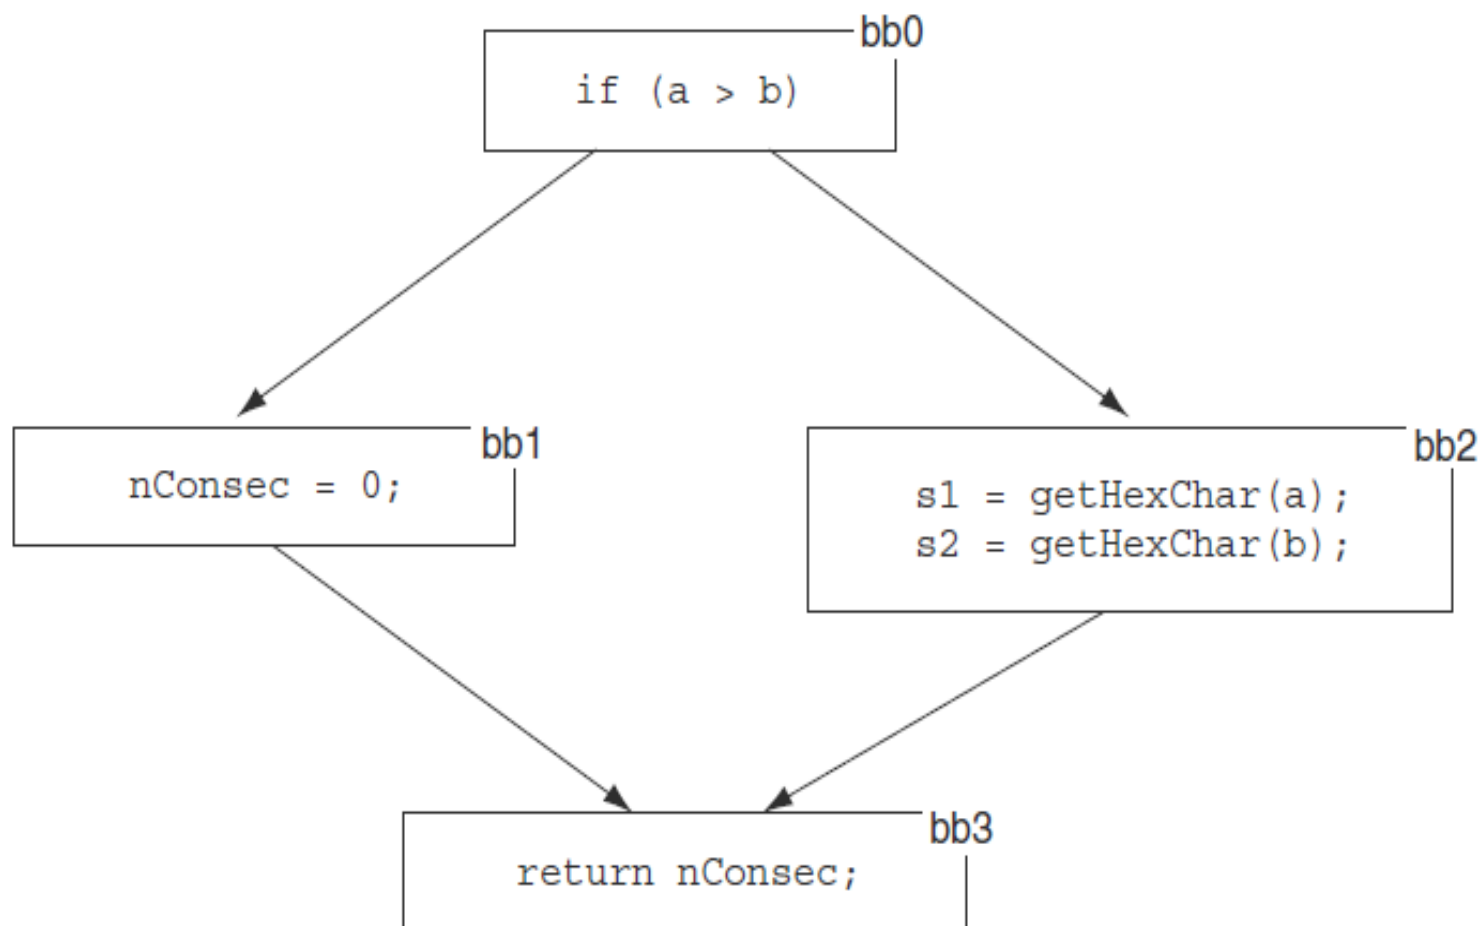 bb0
if (a > b)
bb1
nConsec = 0;
bb2
s1 = getHexChar(a);
s2 = getHexChar(b);
bb3
return nConsec;